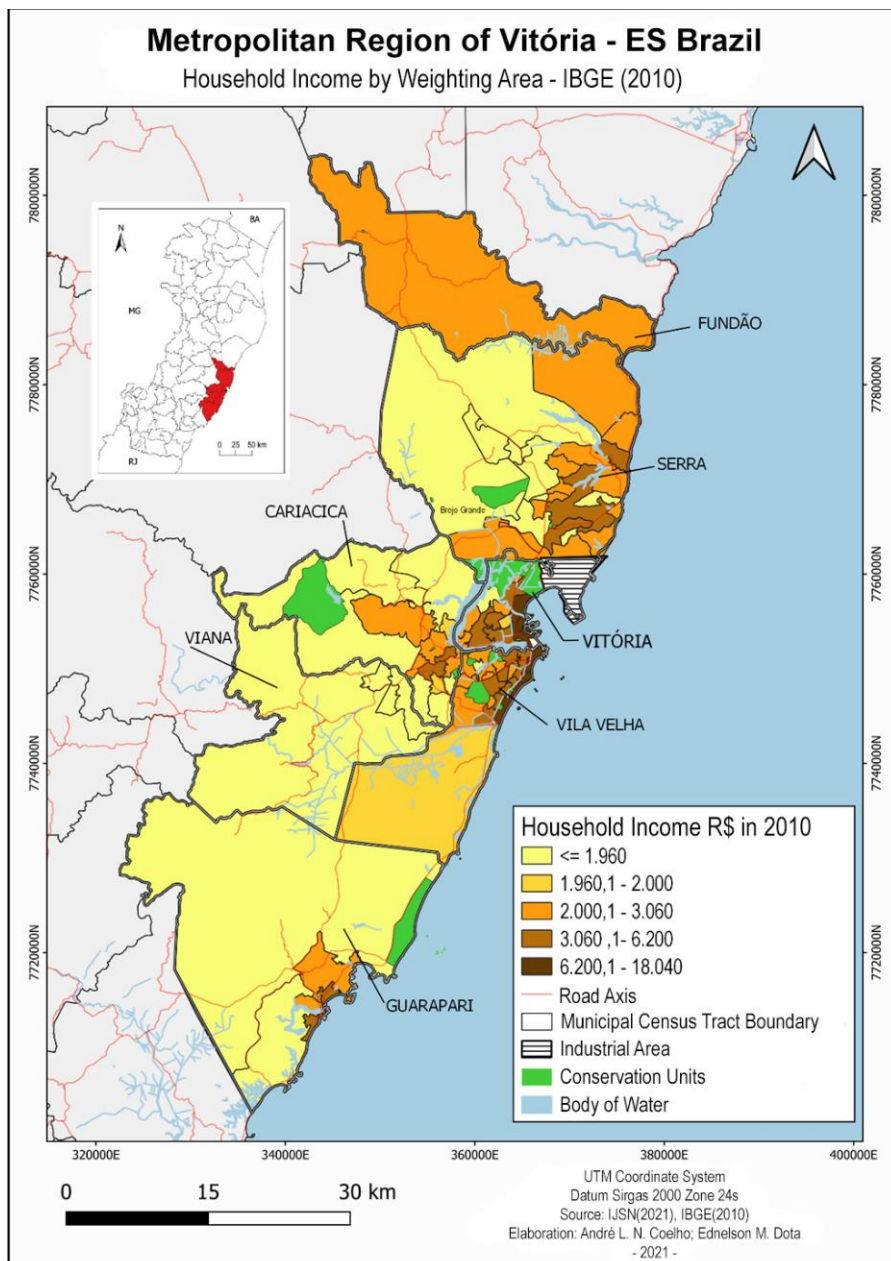 Metropolitan Region of Vitória - ES Brazil
Household Income by Weighting Area - IBGE (2010)
7800000N
7780000N
7760000N
7740000N
7720000N
N
BA
MG
RJ
0 25 50 km
FUNDÃO
SERRA
Brejo Grande
CARIACICA
VIANA
VITÓRIA
VILA VELHA
GUARAPARI
Household Income R$ in 2010
<= 1.960
1.960,1 - 2.000
2.000,1 - 3.060
3.060 ,1- 6.200
6.200,1 - 18.040
Road Axis
Municipal Census Tract Boundary
Industrial Area
Conservation Units
Body of Water
320000E 340000E 360000E 380000E 400000E
0 15 30 km
UTM Coordinate System
Datum Sirgas 2000 Zone 24s
Source: IJSN(2021), IBGE(2010)
Elaboration: André L. N. Coelho; Ednelson M. Dota
- 2021 -